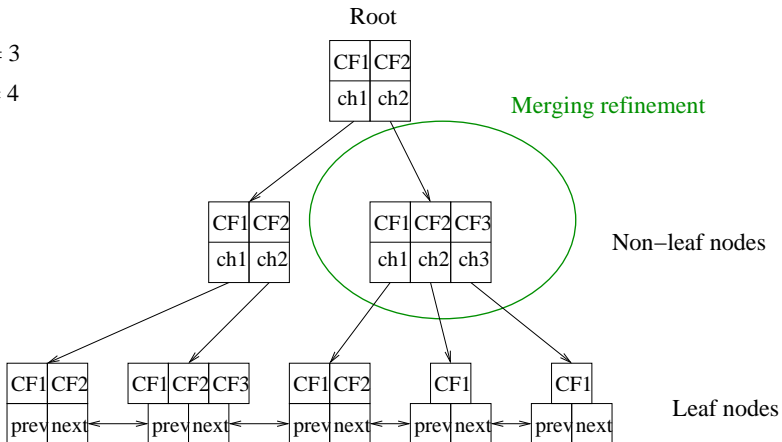 Root
= 3
CF1 CF2
= 4
ch1 ch2
Merging refinement
CF1 CF2 CF1 CF2 CF3
Non−leaf nodes
ch1 ch2 ch1 ch2 ch3
CF1 CF2 CF1 CF2 CF3 CF1 CF2 CF1 CF1
Leaf nodes
prev next prev next prev next prev next prev next